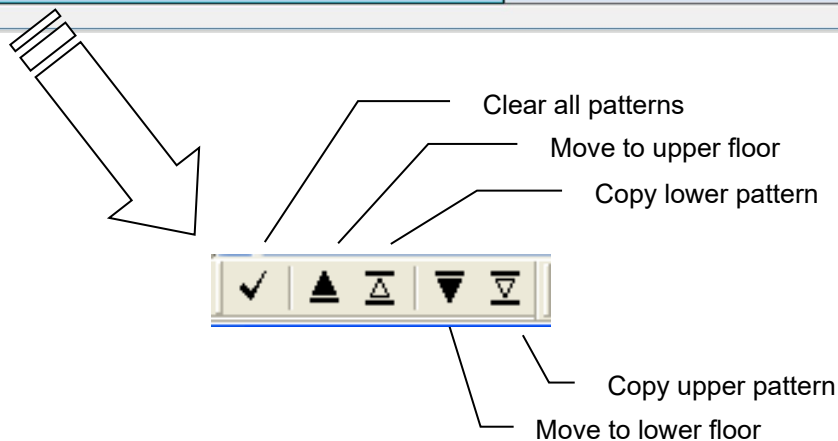 Clear all patterns
Move to upper floor
Copy lower pattern
Copy upper pattern
Move to lower floor